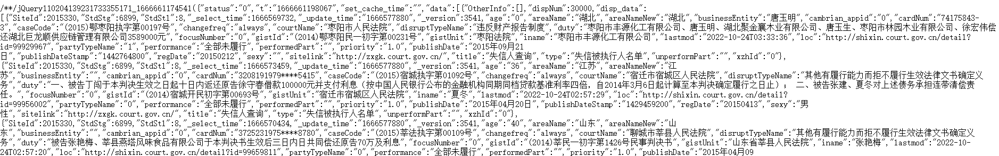 /**/jQuery110204139231733355171_1666661174541({"status":"0","t":"1666661198067","set_cache_time":"","data":[{"OtherInfo":[],"dispNum":30000,"disp_data":
[{"SiteId":2015330,"StdStg":6899,"StdStl":8,"_select_time":1666569732,"_update_time":"1666577880","_version":3541,"age":"0","areaName":"湖北","areaNameNew":"湖北","businessEntity":"唐玉明","cambrian_appid":"0","cardNum":"74175843-
3","caseCode":"(2015)鄂枣阳执字第00197号","changefreq":"always","courtName":"枣阳市人民法院","disruptTypeName":"违反财产报告制度","duty":"枣阳市丰源化工有限公司、唐玉明、湖北聚金襄木业有限公司、唐玉生、枣阳市林园木业有限公司、徐宏伟偿
还湖北巨龙顺供应链管理有限公司3589000元","focusNumber":"0","gistId":"(2014)鄂枣阳民一初字第00231号","gistUnit":"枣阳法院","iname":"枣阳市丰源化工有限公司","lastmod":"2022-10-24T03:33:36","loc":"http://shixin.court.gov.cn/detail?
id=99929967","partyTypeName":"1","performance":"全部未履行","performedPart":"","priority":"1.0","publishDate":"2015年09月21
日","publishDateStamp":"1442764800","regDate":"20150212","sexy":"","sitelink":"http://zxgk.court.gov.cn/","title":"失信人查询","type":"失信被执行人名单","unperformPart":"","xzhId":"0"},
{"SiteId":2015330,"StdStg":6899,"StdStl":8,"_select_time":1666573459,"_update_time":"1666577880","_version":3541,"age":"36","areaName":"江苏","areaNameNew":"江
苏","businessEntity":"","cambrian_appid":"0","cardNum":"3208191979****5415","caseCode":"(2015)宿城执字第01092号","changefreq":"always","courtName":"宿迁市宿城区人民法院","disruptTypeName":"其他有履行能力而拒不履行生效法律文书确定义
务","duty":"一、被告丁闯于本判决生效之日起十日内返还原告徐守春借款100000元并支付利息（按中国人民银行公布的金融机构同期同档贷款基准利率四倍，自2014年3月6日起计算至本判决确定履行之日止）； 二、被告张建、夏冬对上述债务承担连带清偿责
任。","focusNumber":"0","gistId":"(2014)宿城开民初字第00693号","gistUnit":"宿迁市宿城区人民法院","iname":"夏冬","lastmod":"2022-10-24T02:57:29","loc":"http://shixin.court.gov.cn/detail?
id=99956002","partyTypeName":"0","performance":"全部未履行","performedPart":"","priority":"1.0","publishDate":"2015年04月20日","publishDateStamp":"1429459200","regDate":"20150413","sexy":"男
性","sitelink":"http://zxgk.court.gov.cn/","title":"失信人查询","type":"失信被执行人名单","unperformPart":"","xzhId":"0"},
{"SiteId":2015330,"StdStg":6899,"StdStl":8,"_select_time":1666570434,"_update_time":"1666577880","_version":3541,"age":"40","areaName":"山东","areaNameNew":"山
东","businessEntity":"","cambrian_appid":"0","cardNum":"3725231975****8780","caseCode":"(2015)莘法执字第00109号","changefreq":"always","courtName":"聊城市莘县人民法院","disruptTypeName":"其他有履行能力而拒不履行生效法律文书确定义
务","duty":"被告张艳梅、莘县燕塔风味食品有限公司于本判决书生效后三日内日共同偿还原告70万及利息","focusNumber":"0","gistId":"(2014)莘民一初字第1426号民事判决书","gistUnit":"山东省莘县人民法院","iname":"张艳梅","lastmod":"2022-10-
24T02:57:20","loc":"http://shixin.court.gov.cn/detail?id=99659811","partyTypeName":"0","performance":"全部未履行","performedPart":"","priority":"1.0","publishDate":"2015年04月09